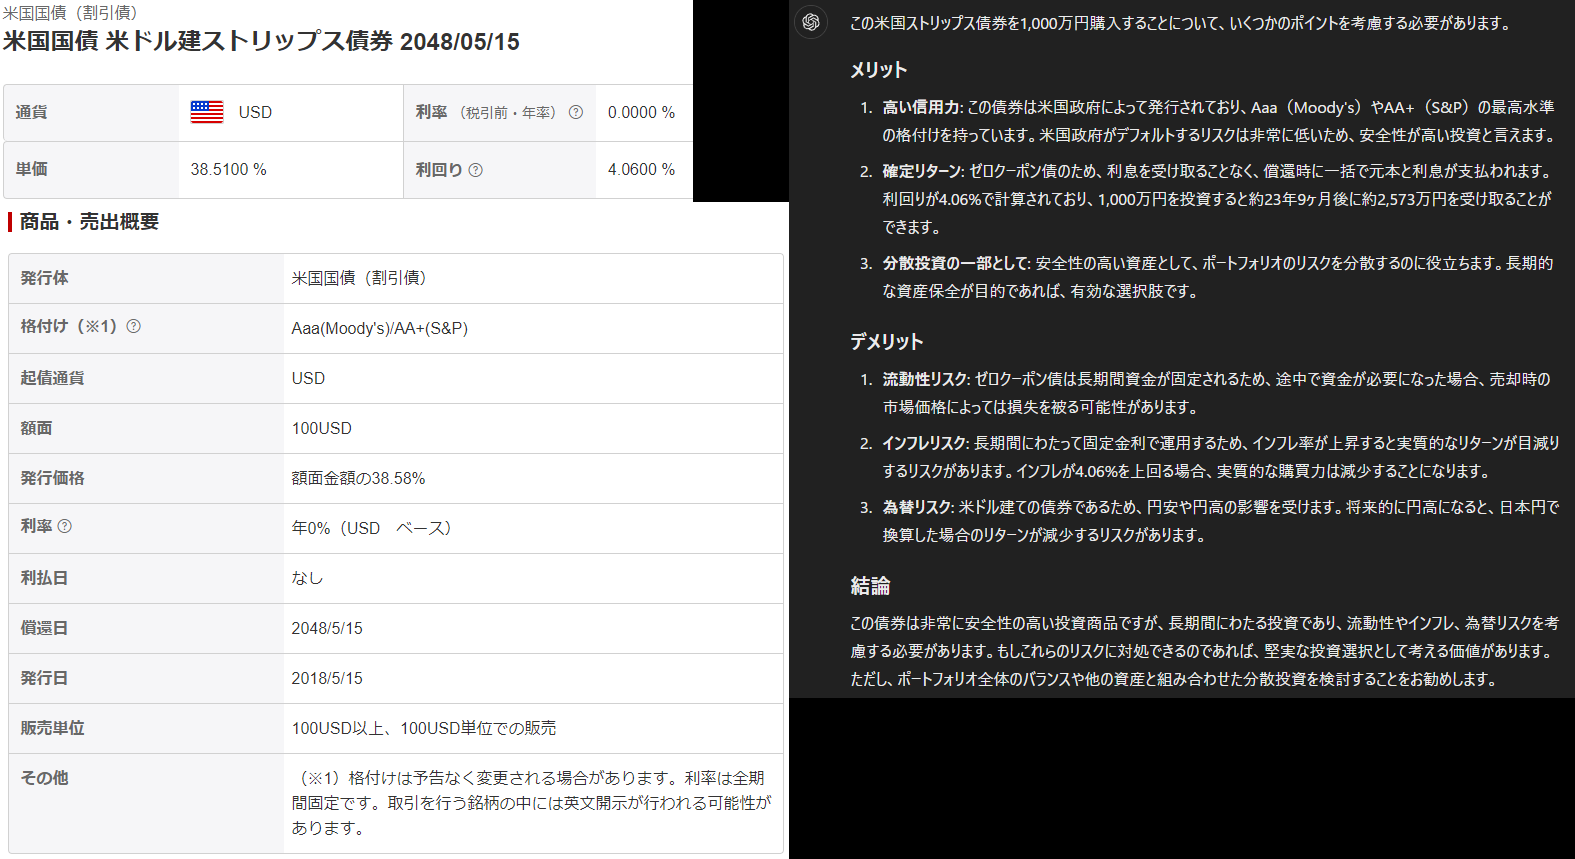 米国国債（割引債）
米国国債 米ドル建ストリップス債券 2048/05/15
通貨 USD 利率 （税引前・年率） ? 0.0000 %
単価 38.5100 % 利回り ? 4.0600 %
商品・売出概要
発行体 米国国債（割引債）
格付け（※1） ? Aaa(Moody's)/AA+(S&P)
起債通貨 USD
額面 100USD
発行価格 額面金額の38.58%
利率 ? 年0%（USD　ベース）
利払日 なし
償還日 2048/5/15
発行日 2018/5/15
販売単位 100USD以上、100USD単位での販売
その他 （※1）格付けは予告なく変更される場合があります。利率は全期
間固定です。取引を行う銘柄の中には英文開示が行われる可能性が
あります。
この米国ストリップス債券を1,000万円購入することについて、いくつかのポイントを考慮する必要があります。
メリット
1. 高い信用力: この債券は米国政府によって発行されており、Aaa（Moody's）やAA+（S&P）の最高水準
の格付けを持っています。米国政府がデフォルトするリスクは非常に低いため、安全性が高い投資と言えます。
2. 確定リターン: ゼロクーポン債のため、利息を受け取ることなく、償還時に一括で元本と利息が支払われます。
利回りが4.06%で計算されており、1,000万円を投資すると約23年9ヶ月後に約2,573万円を受け取ることが
できます。
3. 分散投資の一部として: 安全性の高い資産として、ポートフォリオのリスクを分散するのに役立ちます。長期的
な資産保全が目的であれば、有効な選択肢です。
デメリット
1. 流動性リスク: ゼロクーポン債は長期間資金が固定されるため、途中で資金が必要になった場合、売却時の
市場価格によっては損失を被る可能性があります。
2. インフレリスク: 長期間にわたって固定金利で運用するため、インフレ率が上昇すると実質的なリターンが目減り
するリスクがあります。インフレが4.06%を上回る場合、実質的な購買力は減少することになります。
3. 為替リスク: 米ドル建ての債券であるため、円安や円高の影響を受けます。将来的に円高になると、日本円で
換算した場合のリターンが減少するリスクがあります。
結論
この債券は非常に安全性の高い投資商品ですが、長期間にわたる投資であり、流動性やインフレ、為替リスクを考
慮する必要があります。もしこれらのリスクに対処できるのであれば、堅実な投資選択として考える価値があります。
ただし、ポートフォリオ全体のバランスや他の資産と組み合わせた分散投資を検討することをお勧めします。